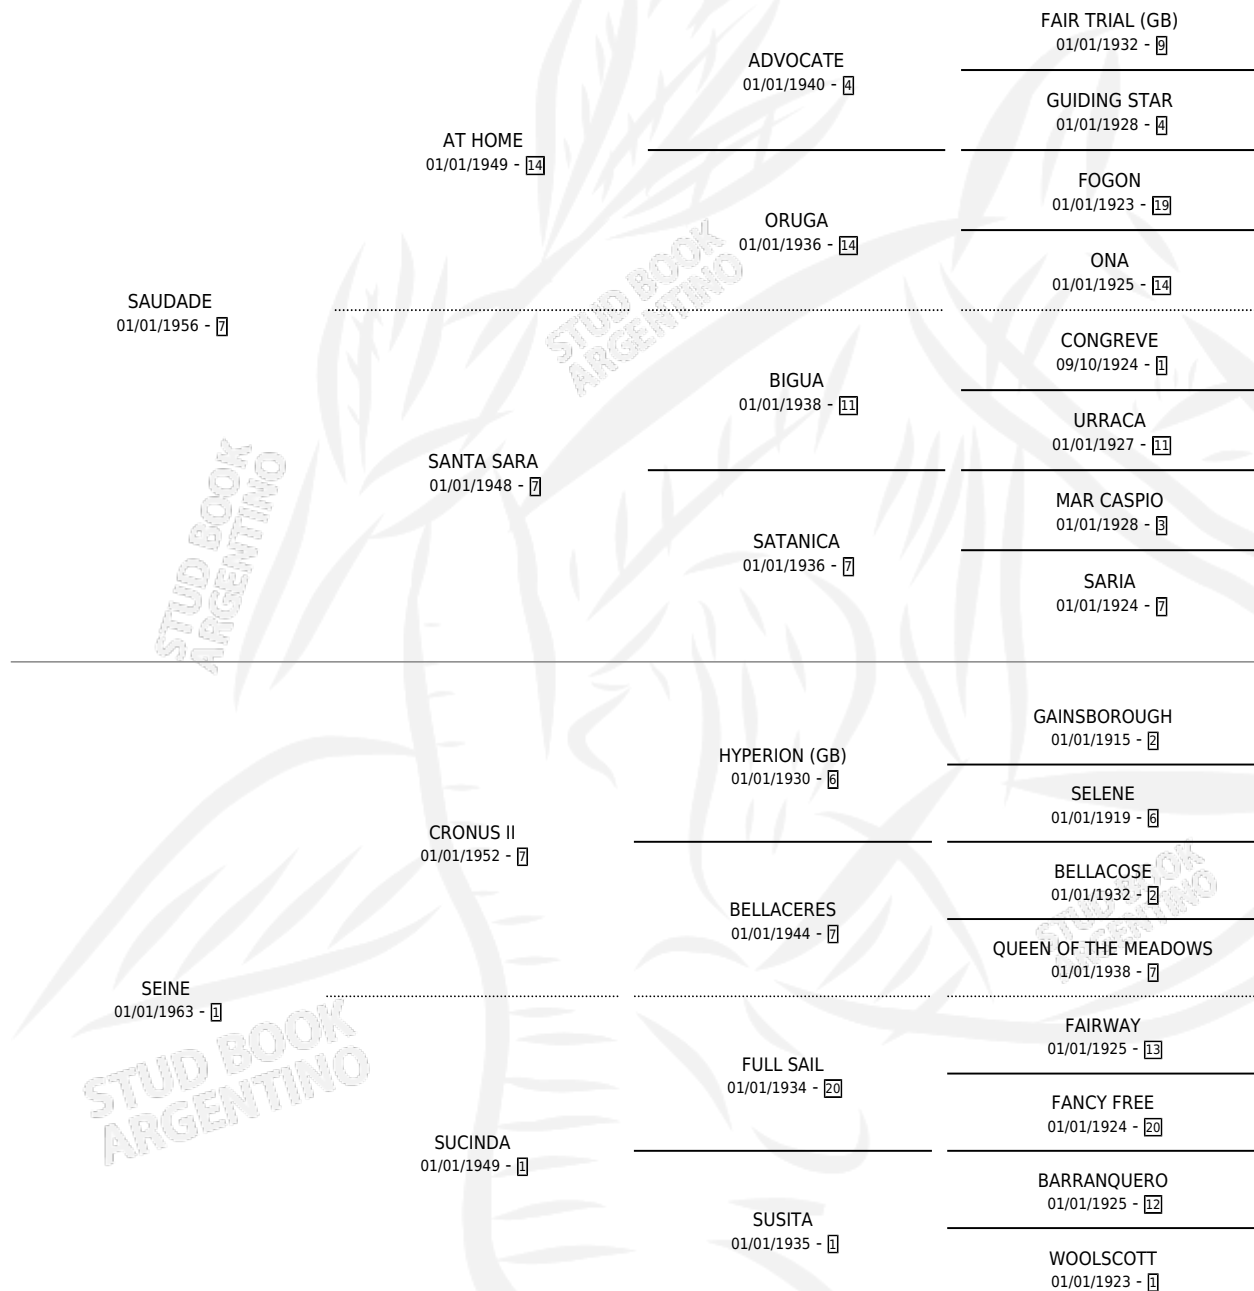 FAIR TRIAL (GB)
01/01/1932 - 9
ADVOCATE
01/01/1940 - 4
GUIDING STAR
01/01/1928 - 4
AT HOME
01/01/1949 - 14
FOGON
01/01/1923 - 19
ORUGA
01/01/1936 - 14
ONA
01/01/1925 - 14
SAUDADE
01/01/1956 - 7
CONGREVE
09/10/1924 - 1
BIGUA
01/01/1938 - 11
URRACA
01/01/1927 - 11
SANTA SARA
01/01/1948 - 7
MAR CASPIO
01/01/1928 - 3
SATANICA
01/01/1936 - 7
SARIA
01/01/1924 - 7
GAINSBOROUGH
01/01/1915 - 2
HYPERION (GB)
01/01/1930 - 6
SELENE
01/01/1919 - 6
CRONUS II
01/01/1952 - 7
BELLACOSE
01/01/1932 - 2
BELLACERES
01/01/1944 - 7
QUEEN OF THE MEADOWS
01/01/1938 - 7
SEINE
01/01/1963 - 1
FAIRWAY
01/01/1925 - 13
FULL SAIL
01/01/1934 - 20
FANCY FREE
01/01/1924 - 20
SUCINDA
01/01/1949 - 1
BARRANQUERO
01/01/1925 - 12
SUSITA
01/01/1935 - 1
WOOLSCOTT
01/01/1923 - 1
STUD BOOK
ARGENTINO
STUD BOOK
ARGENTINO
STUD BOOK
ARGENTINO
STUD BOOK
ARGENTINO